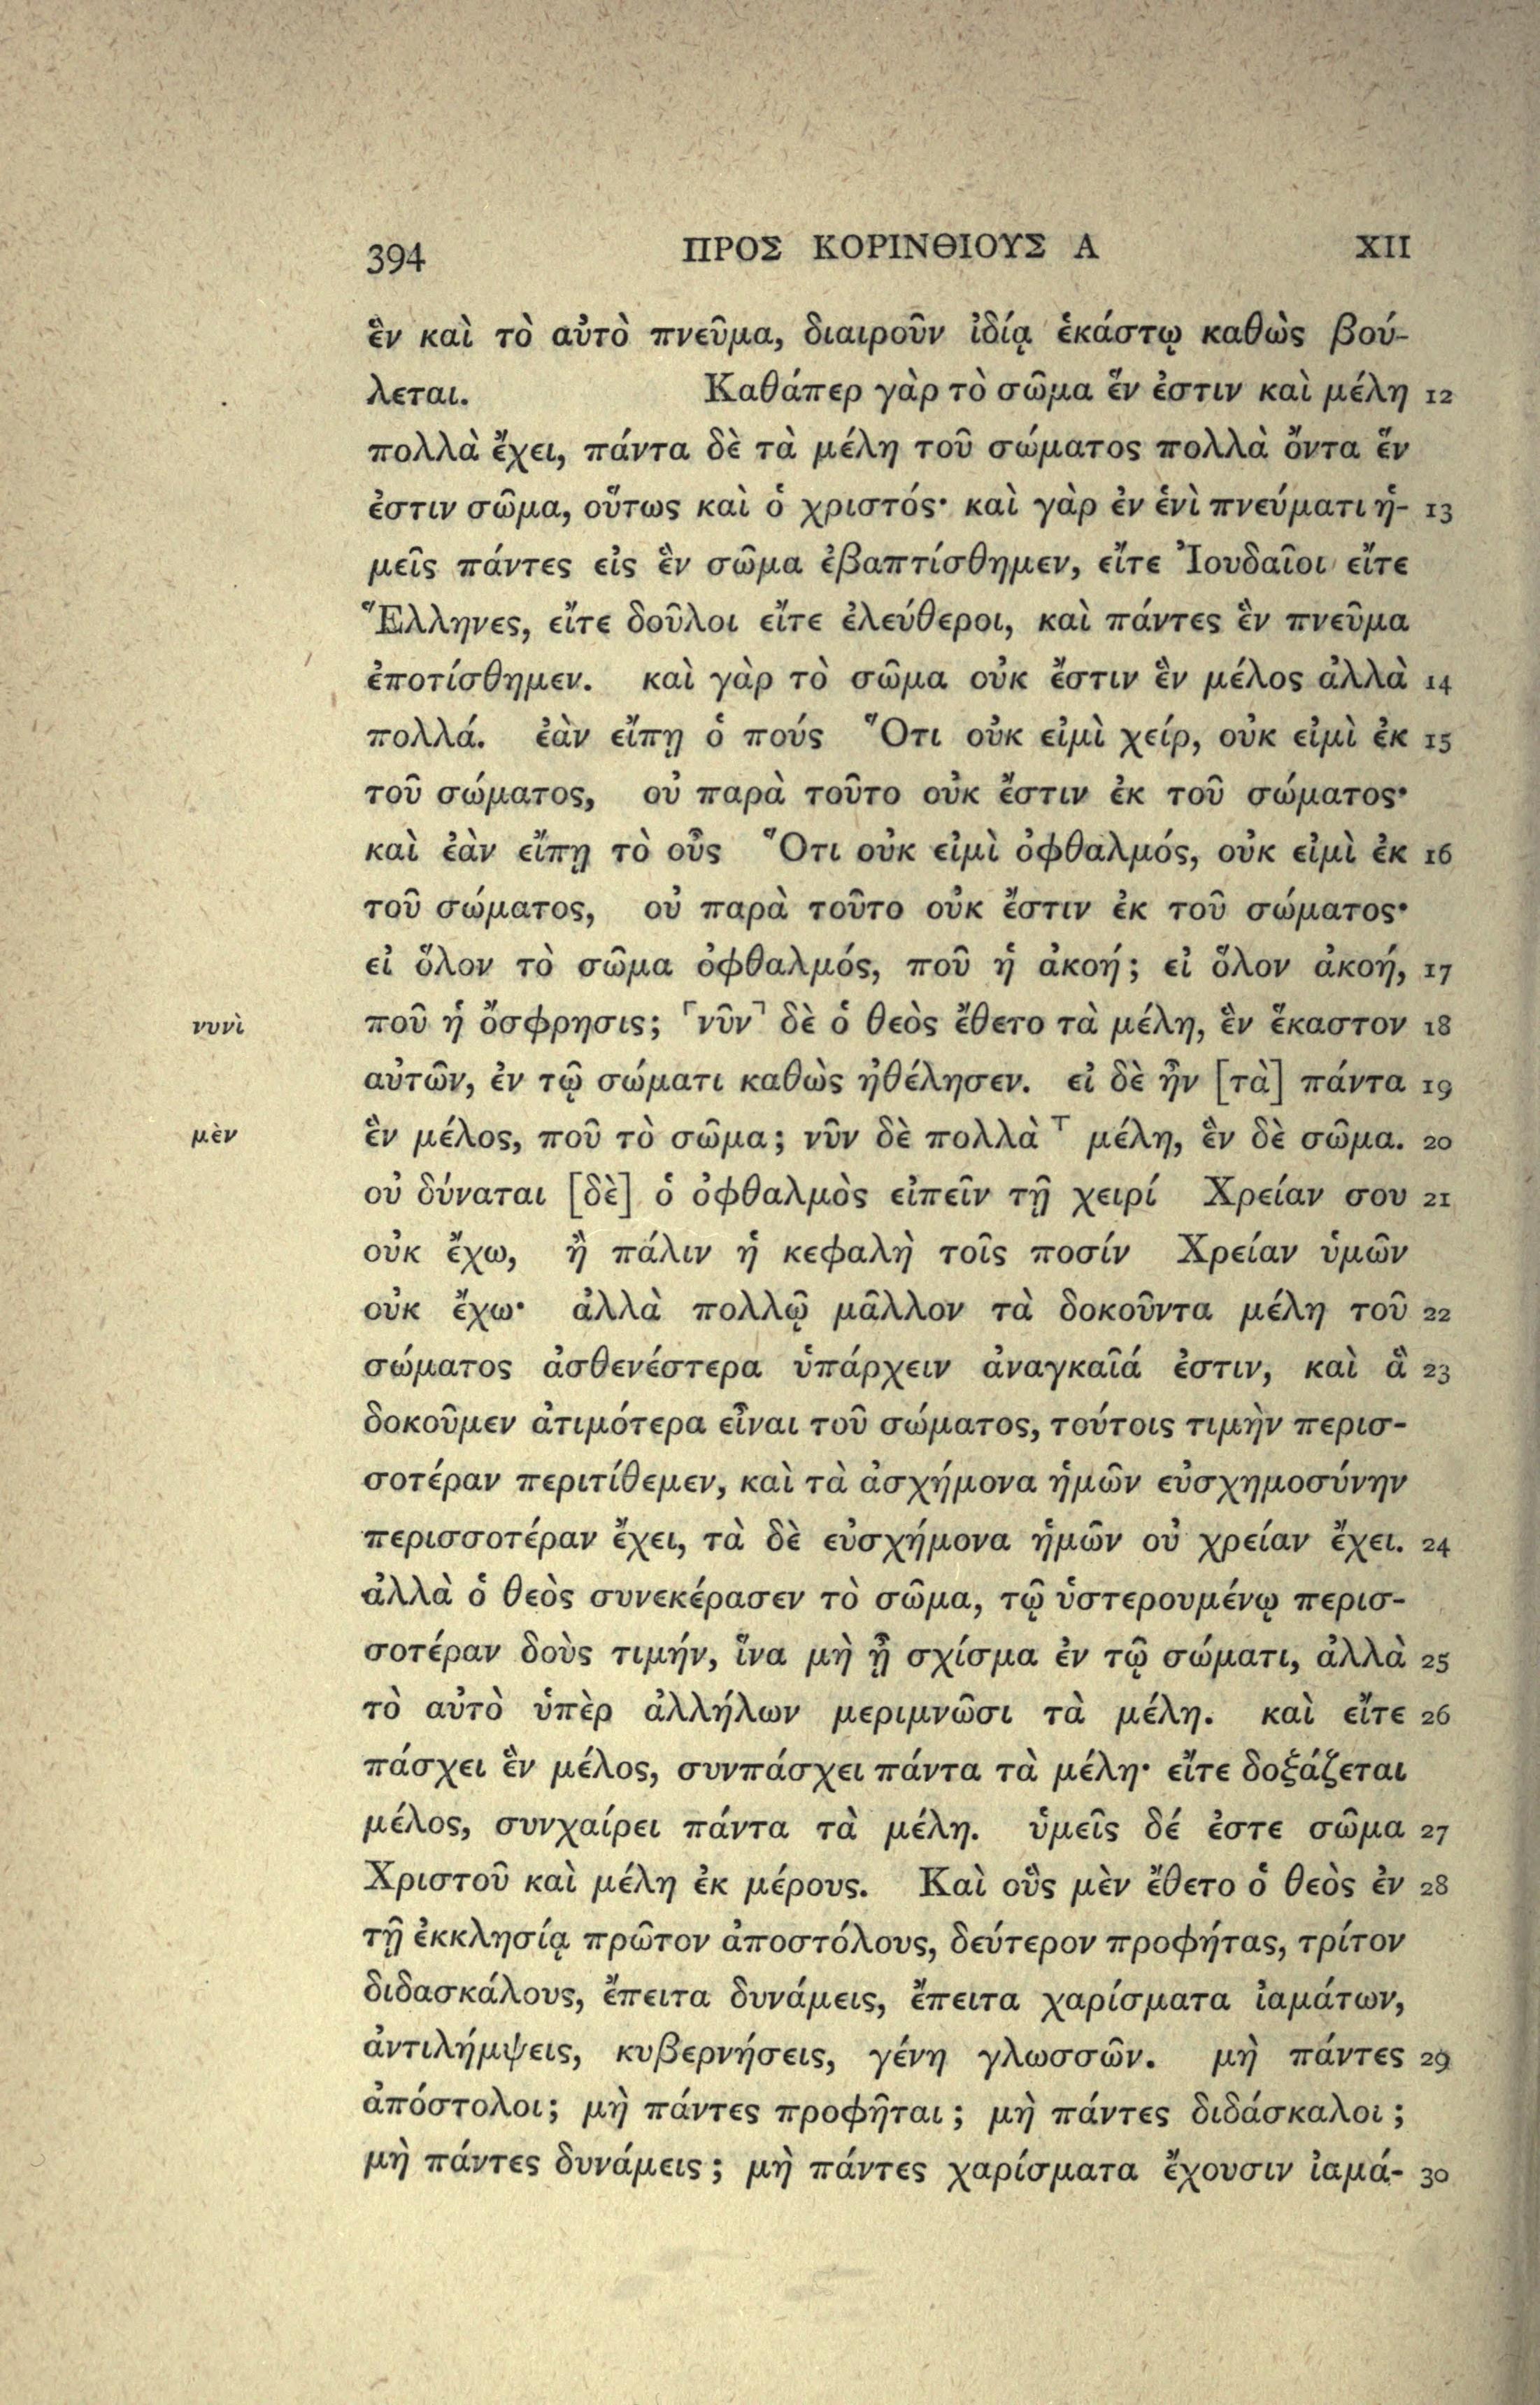 394 ΠΡΟΣ ΚΟΡΙΝΘΙΟΥΣ Α XII
ἓν καὶ τὸ αὐτὸ πνεῦμα, διαιροῦν ἰδίᾳ ἑκάστῳ καθὼς βού-
λεται. Καθάπερ γὰρ τὸ σῶμα ἕν ἐστιν καὶ μέλη 12
πολλὰ ἔχει, πάντα δὲ τὰ μέλη τοῦ σώματος πολλὰ ὄντα ἕν
ἐστιν σῶμα, οὕτως καὶ ὁ χριστός· καὶ γὰρ ἐν ἑνὶ πνεύματι ἡ- 13
μεῖς πάντες εἰς ἓν σῶμα ἐβαπτίσθημεν, εἴτε Ἰουδαῖοι εἴτε
Ἕλληνες, εἴτε δοῦλοι εἴτε ἐλεύθεροι, καὶ πάντες ἓν πνεῦμα
ἐποτίσθημεν. καὶ γὰρ τὸ σῶμα οὐκ ἔστιν ἓν μέλος ἀλλὰ 14
πολλά. ἐὰν εἴπῃ ὁ πούς Ὅτι οὐκ εἰμὶ χείρ, οὐκ εἰμὶ ἐκ 15
τοῦ σώματος, οὐ παρὰ τοῦτο οὐκ ἔστιν ἐκ τοῦ σώματος·
καὶ ἐὰν εἴπῃ τὸ οὖς Ὅτι οὐκ εἰμὶ ὀφθαλμός, οὐκ εἰμὶ ἐκ 16
τοῦ σώματος, οὐ παρὰ τοῦτο οὐκ ἔστιν ἐκ τοῦ σώματος·
εἰ ὅλον τὸ σῶμα ὀφθαλμός, ποῦ ἡ ἀκοή; εἰ ὅλον ἀκοή, 17
νυνὶ ποῦ ἡ ὄσφρησις; ⌜νῦν⌝ δὲ ὁ θεὸς ἔθετο τὰ μέλη, ἓν ἕκαστον 18
αὐτῶν, ἐν τῷ σώματι καθὼς ἠθέλησεν. εἰ δὲ ἦν [τὰ] πάντα 19
μὲν ἓν μέλος, ποῦ τὸ σῶμα; νῦν δὲ πολλὰ ⊤ μέλη, ἓν δὲ σῶμα. 20
οὐ δύναται [δὲ] ὁ ὀφθαλμὸς εἰπεῖν τῇ χειρί Χρείαν σου 21
οὐκ ἔχω, ἢ πάλιν ἡ κεφαλὴ τοῖς ποσίν Χρείαν ὑμῶν
οὐκ ἔχω· ἀλλὰ πολλῷ μᾶλλον τὰ δοκοῦντα μέλη τοῦ 22
σώματος ἀσθενέστερα ὑπάρχειν ἀναγκαῖά ἐστιν, καὶ ἃ 23
δοκοῦμεν ἀτιμότερα εἶναι τοῦ σώματος, τούτοις τιμὴν περισ-
σοτέραν περιτίθεμεν, καὶ τὰ ἀσχήμονα ἡμῶν εὐσχημοσύνην
περισσοτέραν ἔχει, τὰ δὲ εὐσχήμονα ἡμῶν οὐ χρείαν ἔχει. 24
ἀλλὰ ὁ θεὸς συνεκέρασεν τὸ σῶμα, τῷ ὑστερουμένῳ περισ-
σοτέραν δοὺς τιμήν, ἵνα μὴ ᾖ σχίσμα ἐν τῷ σώματι, ἀλλὰ 25
τὸ αὐτὸ ὑπὲρ ἀλλήλων μεριμνῶσι τὰ μέλη. καὶ εἴτε 26
πάσχει ἓν μέλος, συνπάσχει πάντα τὰ μέλη· εἴτε δοξάζεται
μέλος, συνχαίρει πάντα τὰ μέλη. ὑμεῖς δέ ἐστε σῶμα 27
Χριστοῦ καὶ μέλη ἐκ μέρους. Καὶ οὓς μὲν ἔθετο ὁ θεὸς ἐν 28
τῇ ἐκκλησίᾳ πρῶτον ἀποστόλους, δεύτερον προφήτας, τρίτον
διδασκάλους, ἔπειτα δυνάμεις, ἔπειτα χαρίσματα ἰαμάτων,
ἀντιλήμψεις, κυβερνήσεις, γένη γλωσσῶν. μὴ πάντες 29
ἀπόστολοι; μὴ πάντες προφῆται; μὴ πάντες διδάσκαλοι;
μὴ πάντες δυνάμεις; μὴ πάντες χαρίσματα ἔχουσιν ἰαμά- 30